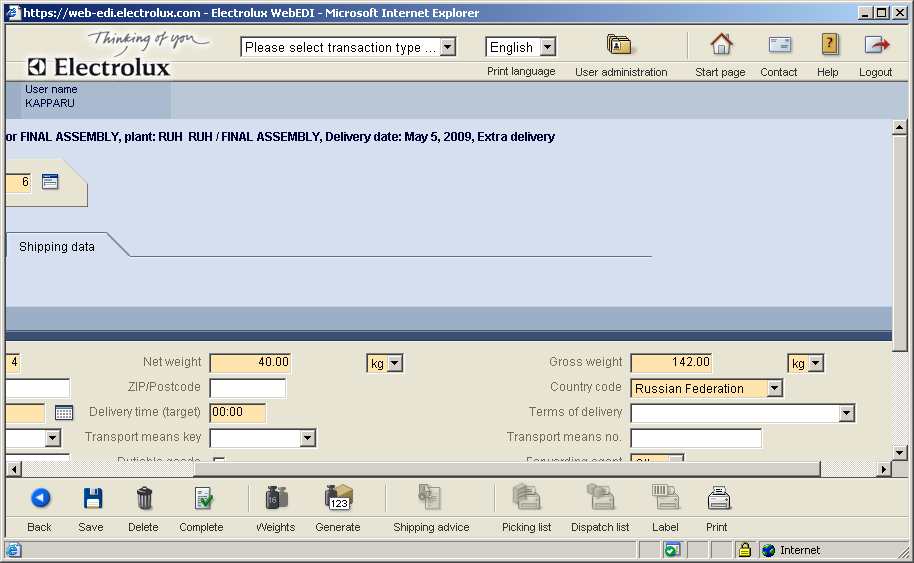 https://web-edi.electrolux.com - Electrolux WebEDI - Microsoft Internet Explorer
Thinking of you
Electrolux
Please select transaction type ...
English
Print language
User administration
Start page
Contact
Help
Logout
User name
KAPPARU
or FINAL ASSEMBLY, plant: RUH RUH / FINAL ASSEMBLY, Delivery date: May 5, 2009, Extra delivery
6
Shipping data
4
Net weight
40.00
kg
Gross weight
142.00
kg
ZIP/Postcode
Country code
Russian Federation
Delivery time (target)
00:00
Terms of delivery
Transport means key
Transport means no.
Dutiable goods
Forwarding agent
16
123
Back
Save
Delete
Complete
Weights
Generate
Shipping advice
Picking list
Dispatch list
Label
Print
Internet